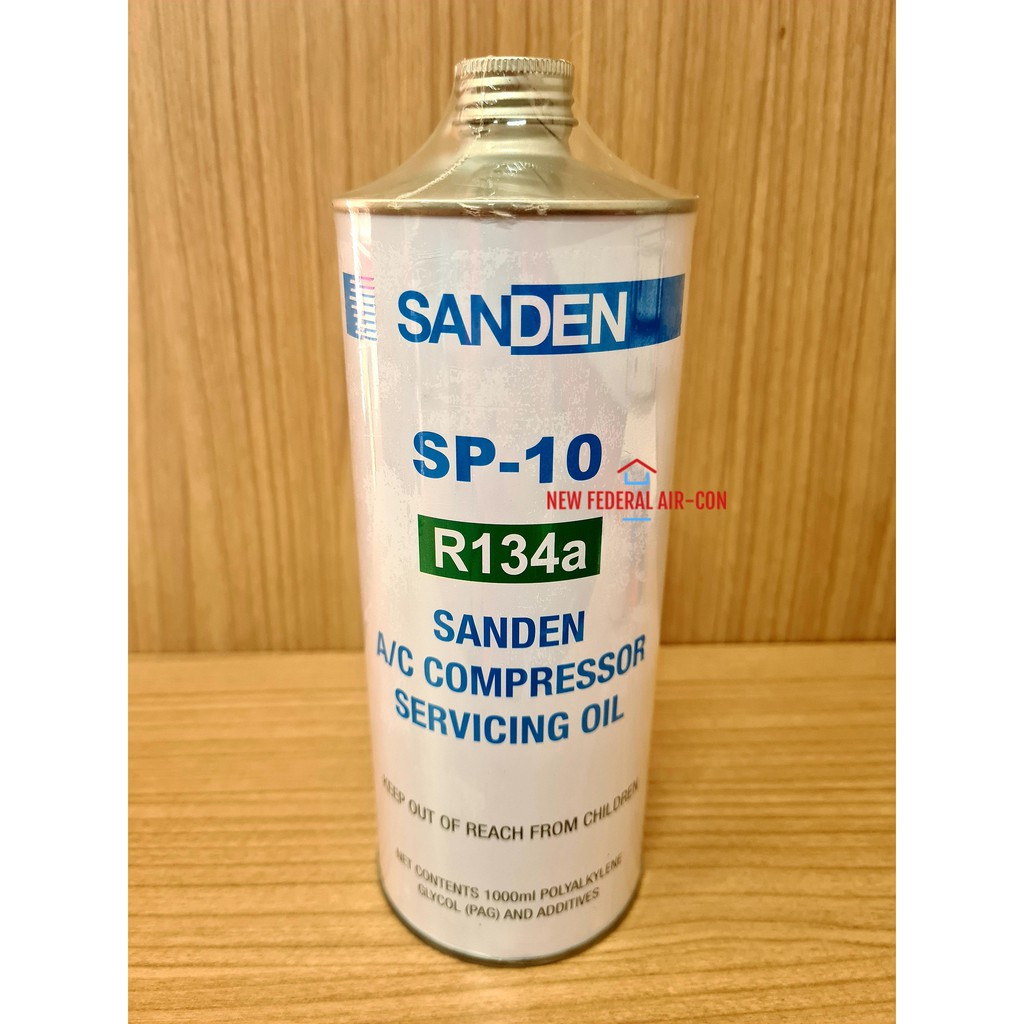 SANDEN
SP-10
NEW FEDERAL AIR-CON
R134a
SANDEN
A/C COMPRESSOR
SERVICING OIL
KEEP OUT OF REACH FROM CHILDREN
NET CONTENTS 1000ml POLYALKYLENE
GLYCOL (PAG) AND ADDITIVES